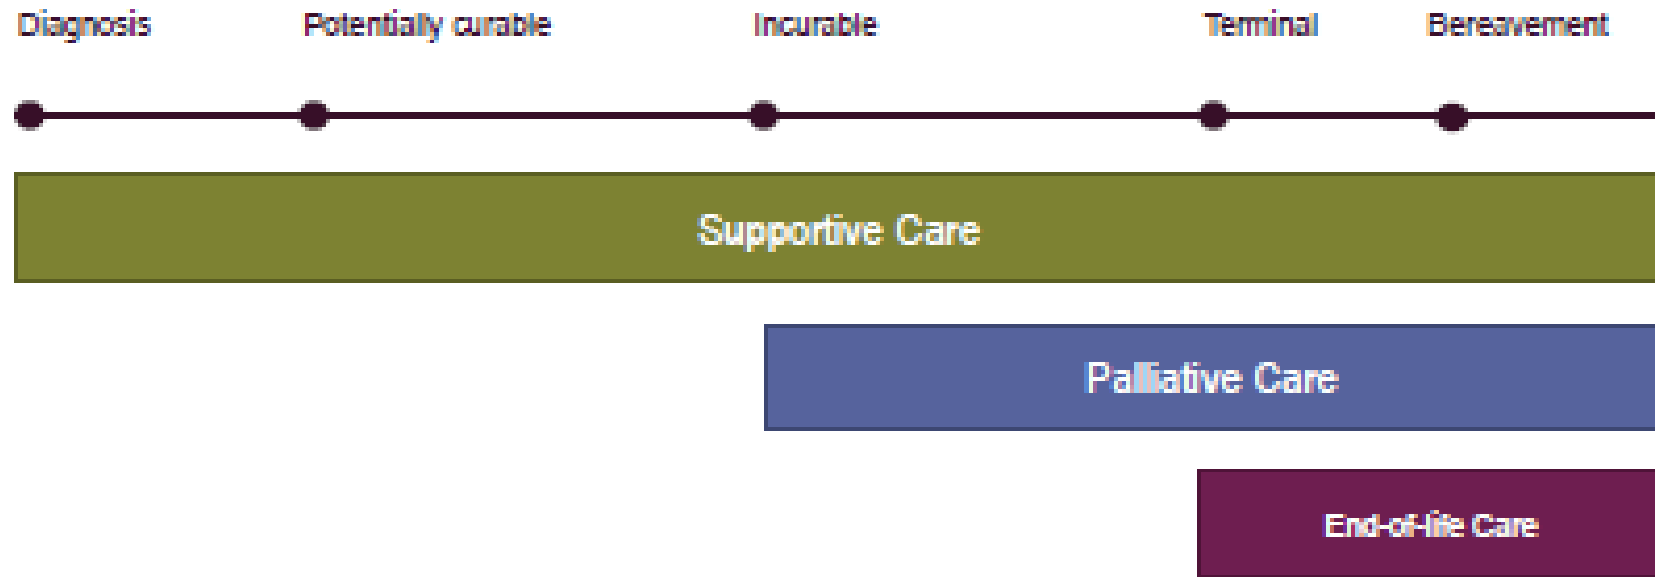 Diagnosis Potentially curable Incurable Terminal Bereavement
Supportive Care
Palliative Care
End-of-life Care